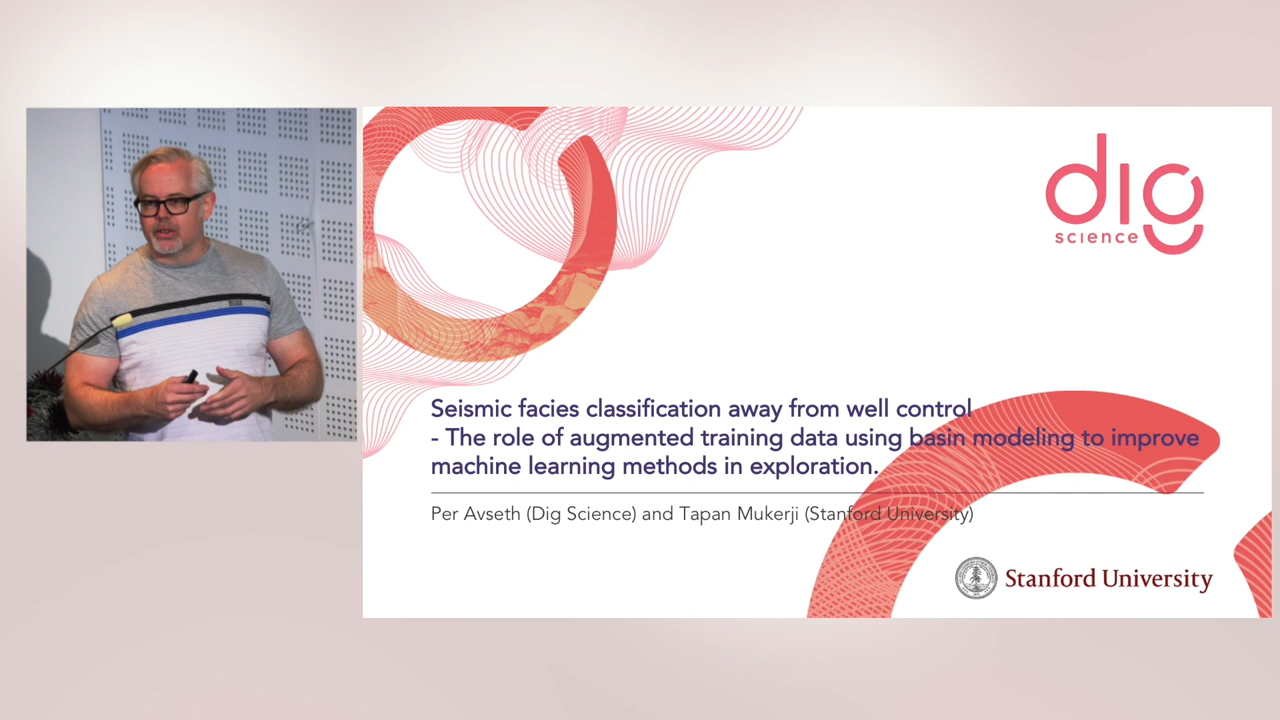 dig
science
Seismic facies classification away from well control
- The role of augmented training data using basin modeling to improve
machine learning methods in exploration.
Per Avseth (Dig Science) and Tapan Mukerji (Stanford University)
Stanford University